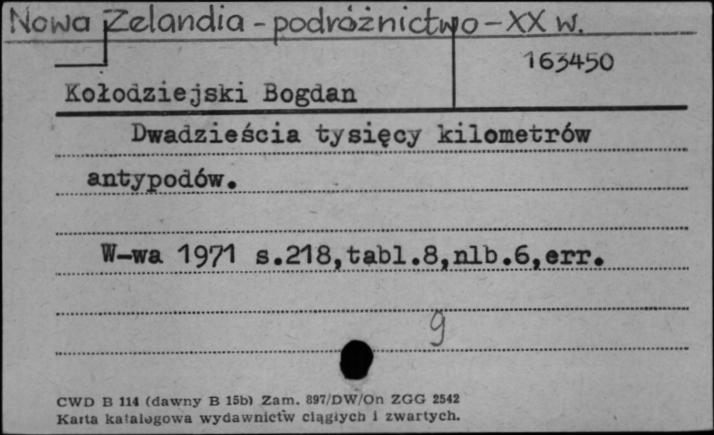 Nowa Zelandia - podróżnictwo - XX w.
163450
Kołodziejski Bogdan
Dwadzieścia tysięcy kilometrów
antypodów.
W-wa 1971 s.218,tabl.8,nlb.6,err.
g
CWD B 114 (dawny B 15b) Zam. 897/DW/On ZGG 2542
Karta katalogowa wydawnictw ciągłych i zwartych.